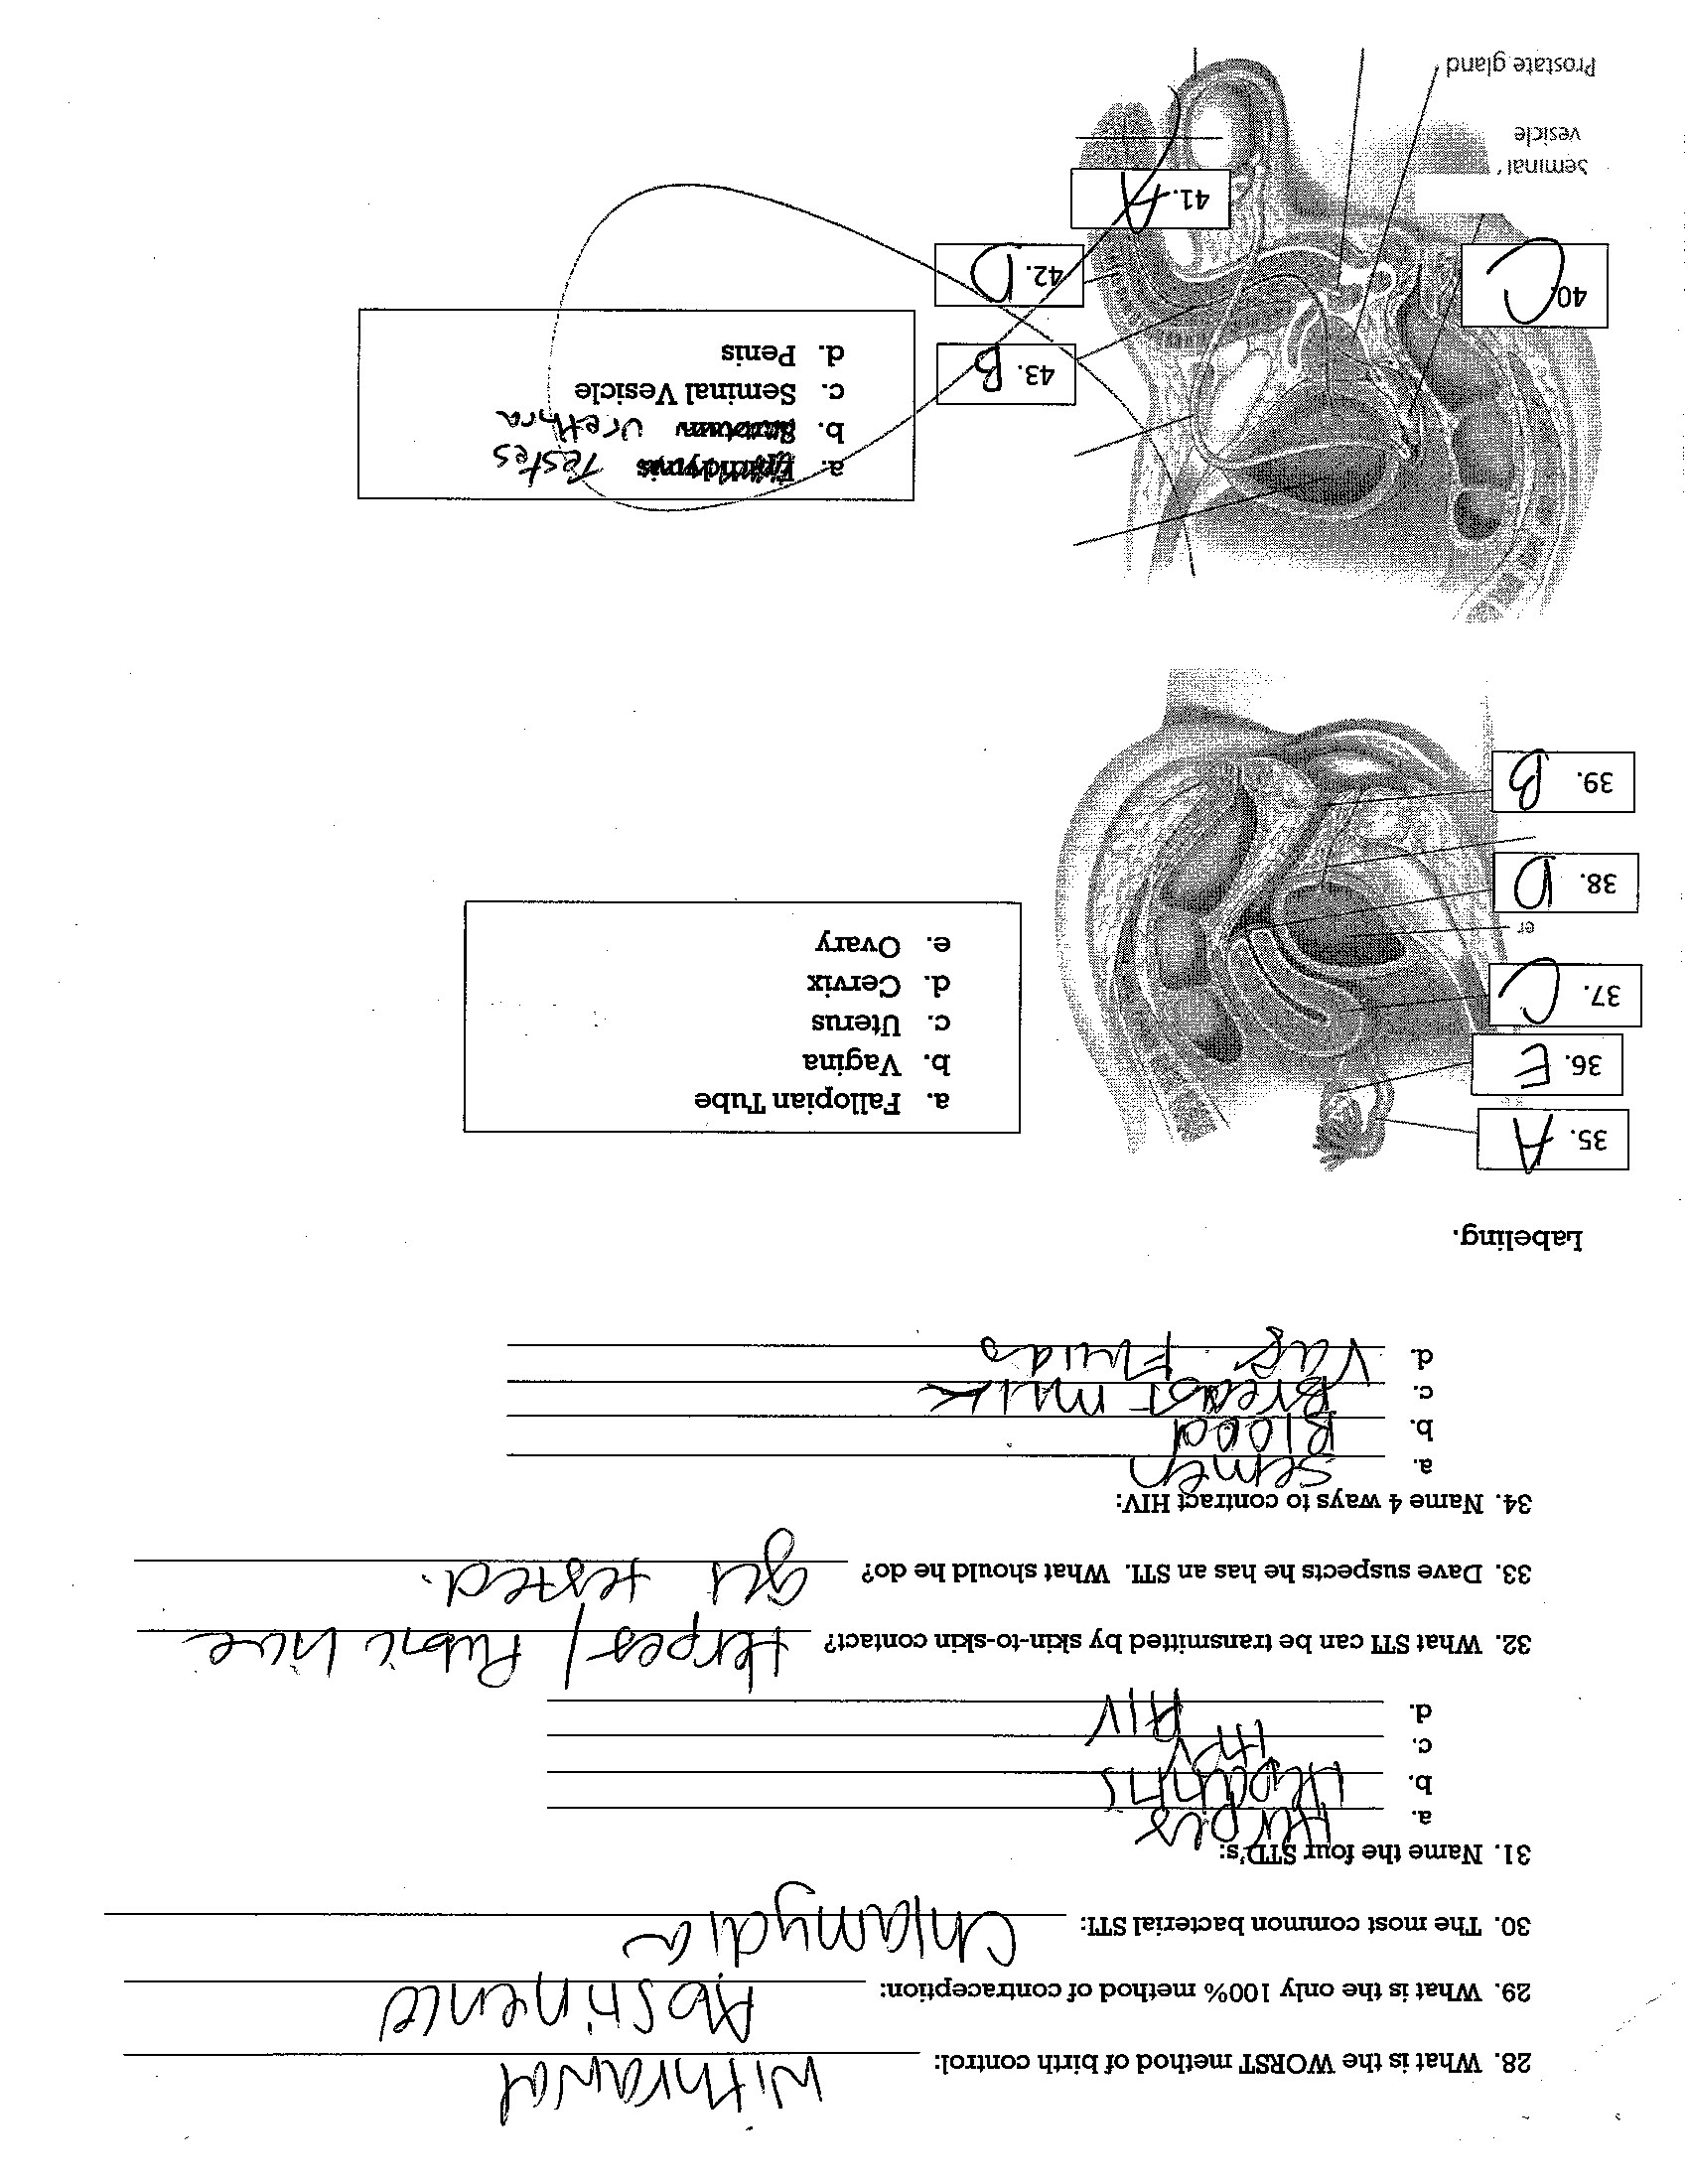 28. What is the WORST method of birth control: Withrawal
29. What is the only 100% method of contraception: Abstinence
30. The most common bacterial STI: Chlamydia
31. Name the four STD's:
a. Herpes
b. Hepatitis
c. HPV
d. HIV
32. What STI can be transmitted by skin-to-skin contact? Herpes / Pubic lice
33. Dave suspects he has an STI. What should he do? get tested.
34. Name 4 ways to contract HIV:
a. Semen
b. Blood
c. Breast milk
d. Vag. Fluids
Labeling.
35. A
36. E
37. C
er
38. D
39. B
a. Fallopian Tube
b. Vagina
c. Uterus
d. Cervix
e. Ovary
40. C
Seminal
vesicle
Prostate gland
43. B
42. D
41. A
a. Epididymis Testes
b. Scrotum Urethra
c. Seminal Vesicle
d. Penis